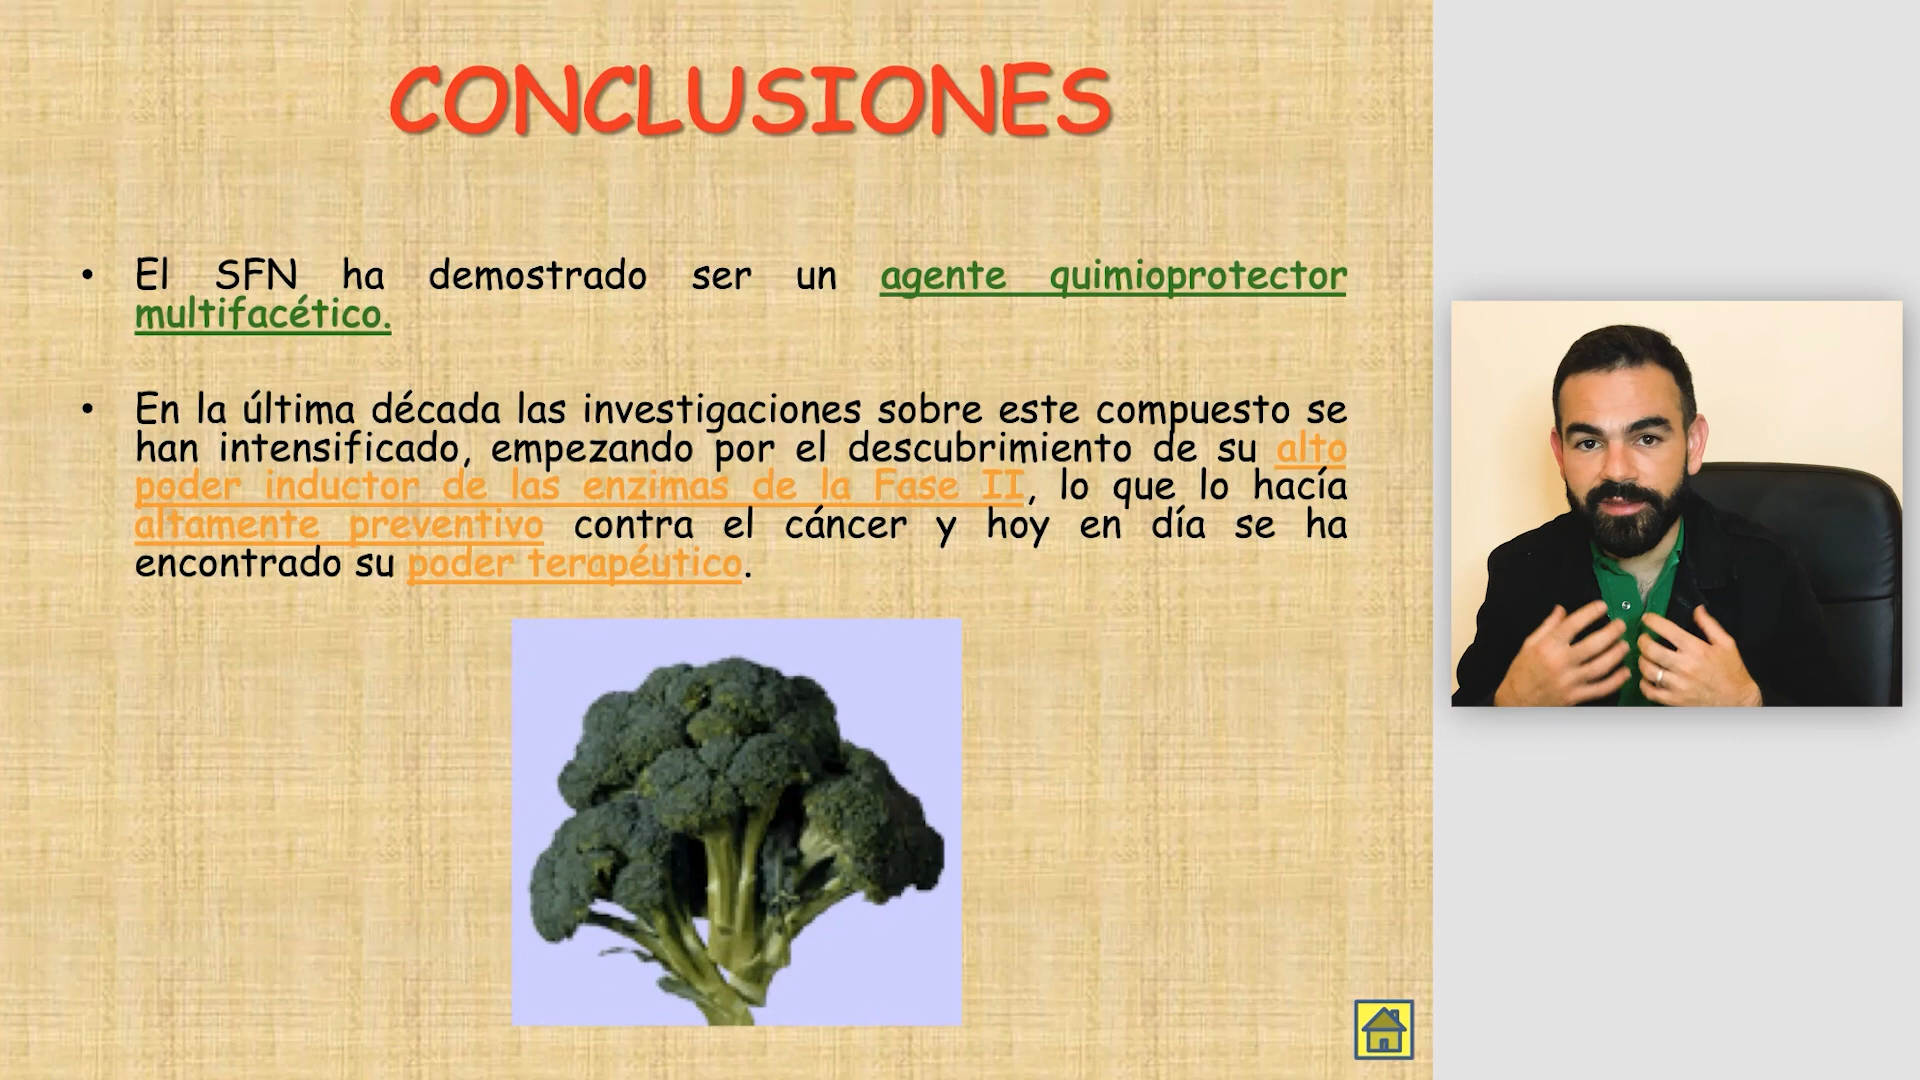 CONCLUSIONES
• El SFN ha demostrado ser un agente quimioprotector
multifacético.
• En la última década las investigaciones sobre este compuesto se
han intensificado, empezando por el descubrimiento de su alto
poder inductor de las enzimas de la Fase II, lo que lo hacía
altamente preventivo contra el cáncer y hoy en día se ha
encontrado su poder terapéutico.